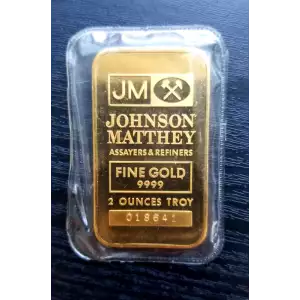 JM
JOHNSON
MATTHEY
ASSAYERS & REFINERS
FINE GOLD
9999
2 OUNCES TROY
018641